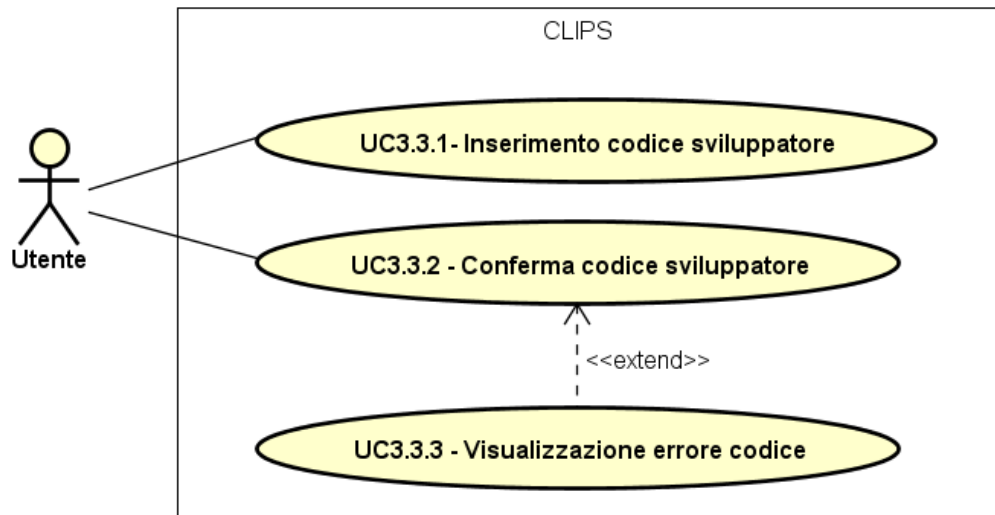 CLIPS
UC3.3.1- Inserimento codice sviluppatore
Utente
UC3.3.2 - Conferma codice sviluppatore
<<extend>>
UC3.3.3 - Visualizzazione errore codice